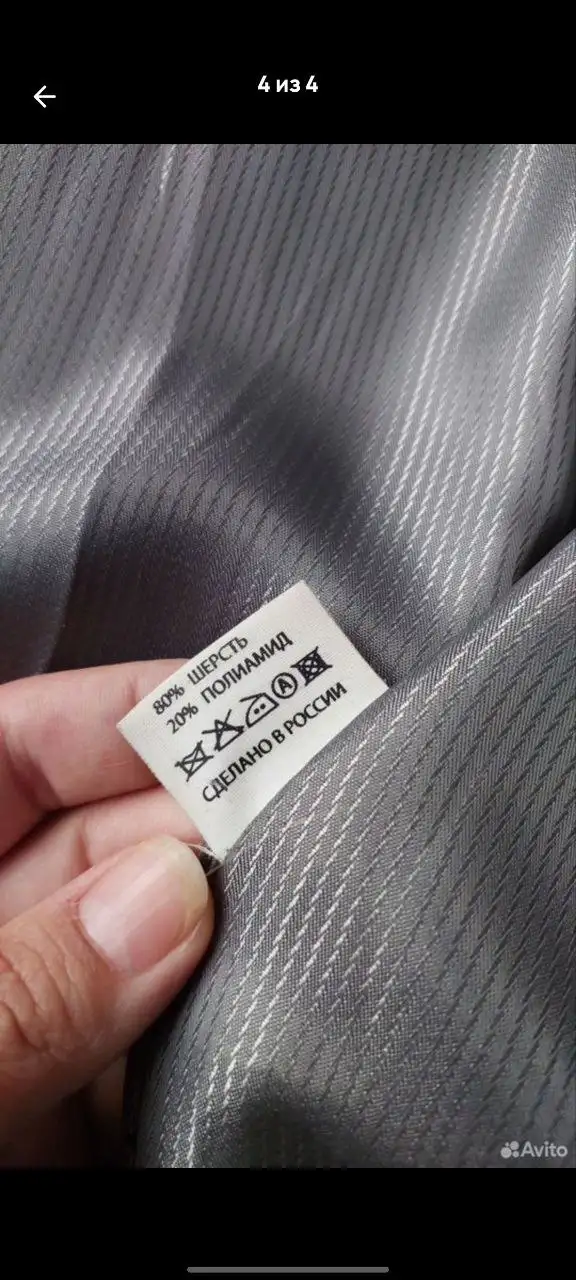 4 из 4
80% ШЕРСТЬ
20% ПОЛИАМИД
A
СДЕЛАНО В РОССИИ
Avito